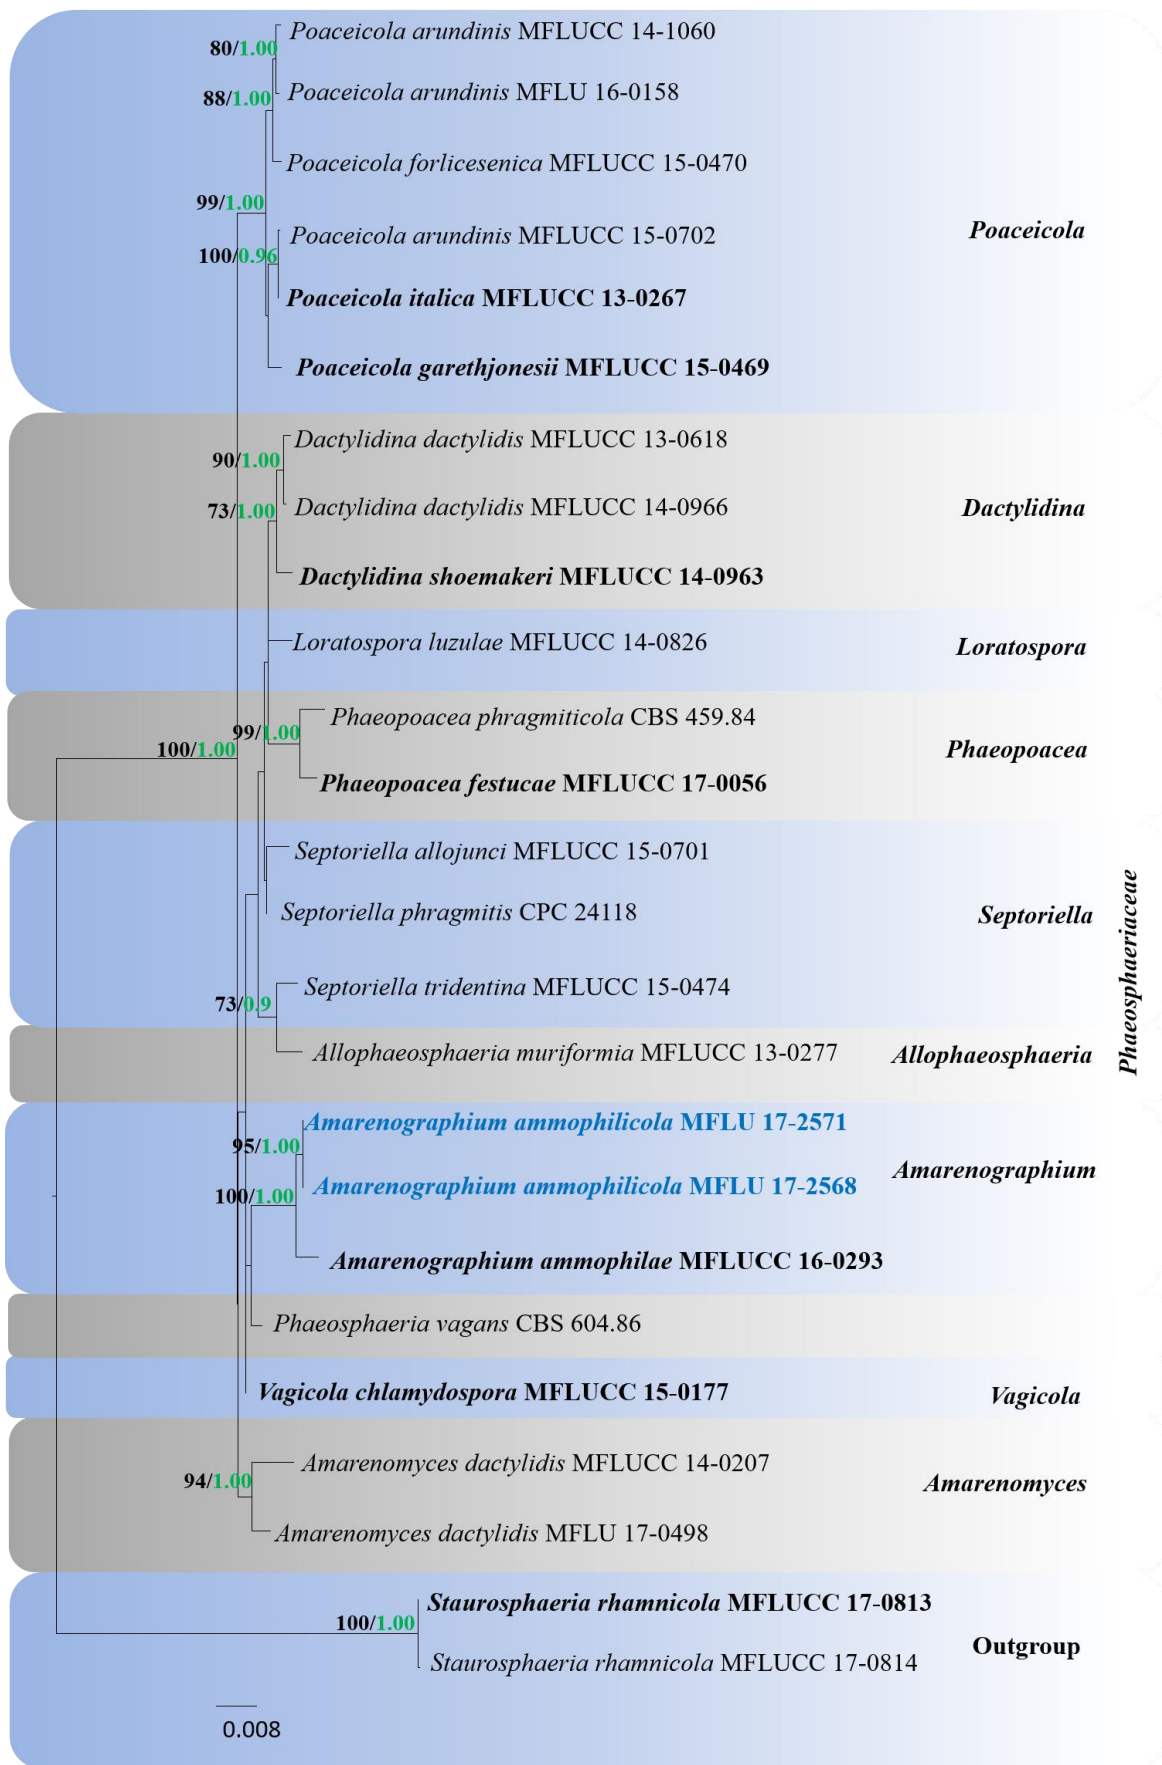 Poaceicola arundinis MFLUCC 14-1060
80/1.00
Poaceicola arundinis MFLU 16-0158
88/1.00
Poaceicola forlicesenica MFLUCC 15-0470
99/1.00
Poaceicola arundinis MFLUCC 15-0702
Poaceicola
100/0.96
Poaceicola italica MFLUCC 13-0267
Poaceicola garethjonesii MFLUCC 15-0469
Dactylidina dactylidis MFLUCC 13-0618
90/1.00
Dactylidina dactylidis MFLUCC 14-0966
Dactylidina
73/1.00
Dactylidina shoemakeri MFLUCC 14-0963
Loratospora luzulae MFLUCC 14-0826
Loratospora
Phaeopoacea phragmiticola CBS 459.84
99/1.00
100/1.00
Phaeopoacea
Phaeopoacea festucae MFLUCC 17-0056
Septoriella allojunci MFLUCC 15-0701
Septoriella phragmitis CPC 24118
Septoriella
Phaeosphaeriaceae
Septoriella tridentina MFLUCC 15-0474
73/0.9
Allophaeosphaeria muriformia MFLUCC 13-0277
Allophaeosphaeria
Amarenographium ammophilicola MFLU 17-2571
95/1.00
Amarenographium
Amarenographium ammophilicola MFLU 17-2568
100/1.00
Amarenographium ammophilae MFLUCC 16-0293
Phaeosphaeria vagans CBS 604.86
Vagicola chlamydospora MFLUCC 15-0177
Vagicola
Amarenomyces dactylidis MFLUCC 14-0207
94/1.00
Amarenomyces
Amarenomyces dactylidis MFLU 17-0498
Staurosphaeria rhamnicola MFLUCC 17-0813
100/1.00
Outgroup
Staurosphaeria rhamnicola MFLUCC 17-0814
0.008